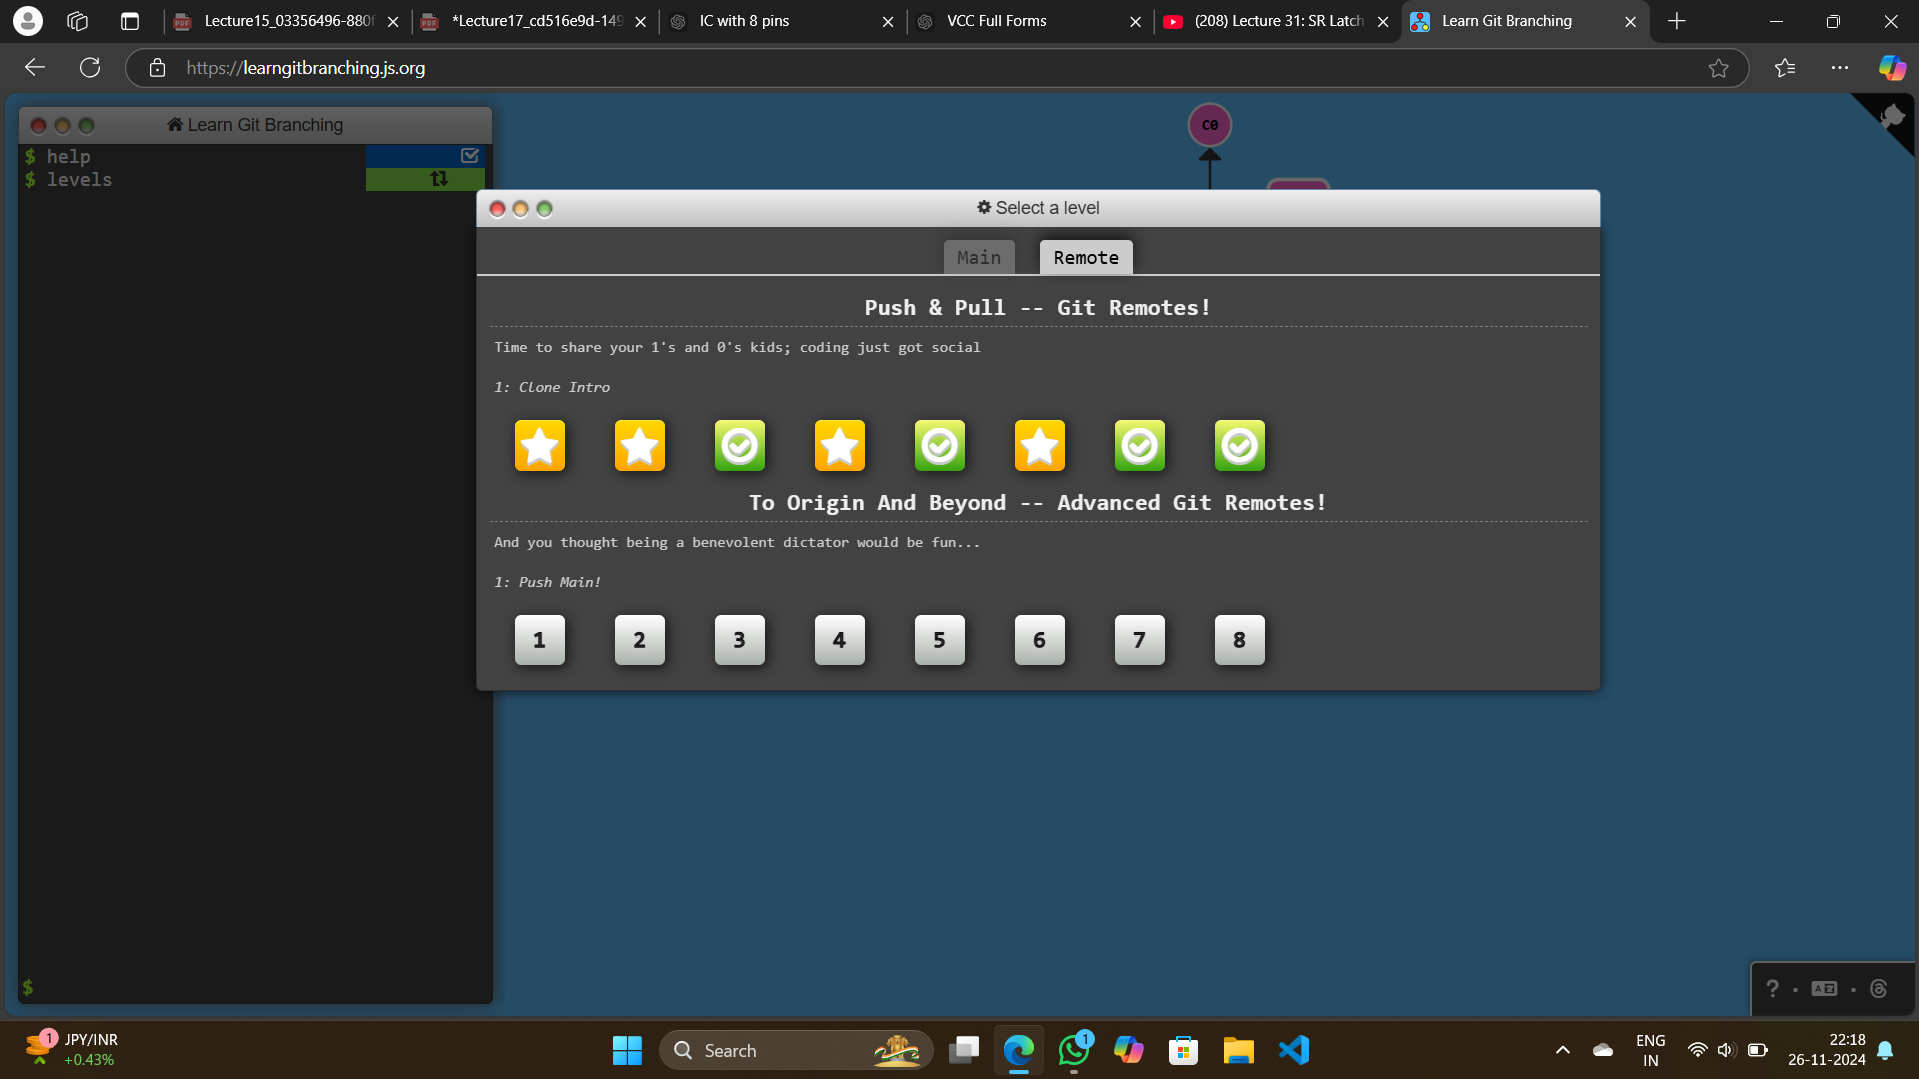 Lecture15_03356496-880f
*Lecture17_cd516e9d-149
IC with 8 pins
VCC Full Forms
(208) Lecture 31: SR Latch
Learn Git Branching
https://learngitbranching.js.org
Learn Git Branching
$ help
$ levels
C0
Select a level
Main
Remote
Push & Pull -- Git Remotes!
Time to share your 1's and 0's kids; coding just got social
1: Clone Intro
To Origin And Beyond -- Advanced Git Remotes!
And you thought being a benevolent dictator would be fun...
1: Push Main!
1 2 3 4 5 6 7 8
$
?
1
JPY/INR
+0.43%
Search
1
ENG
IN
22:18
26-11-2024